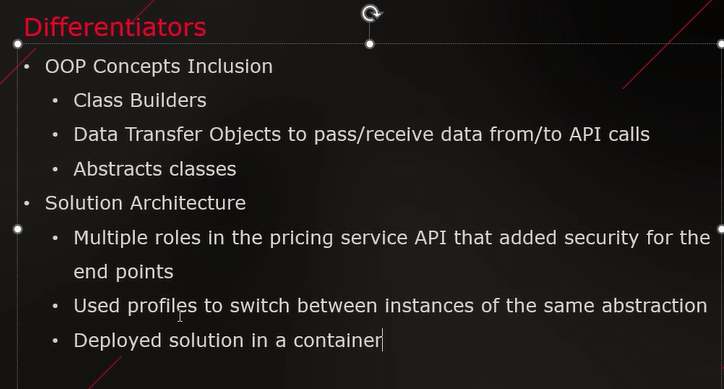 Differentiators
• OOP Concepts Inclusion
• Class Builders
• Data Transfer Objects to pass/receive data from/to API calls
• Abstracts classes
• Solution Architecture
• Multiple roles in the pricing service API that added security for the
end points
• Used profiles to switch between instances of the same abstraction
• Deployed solution in a container